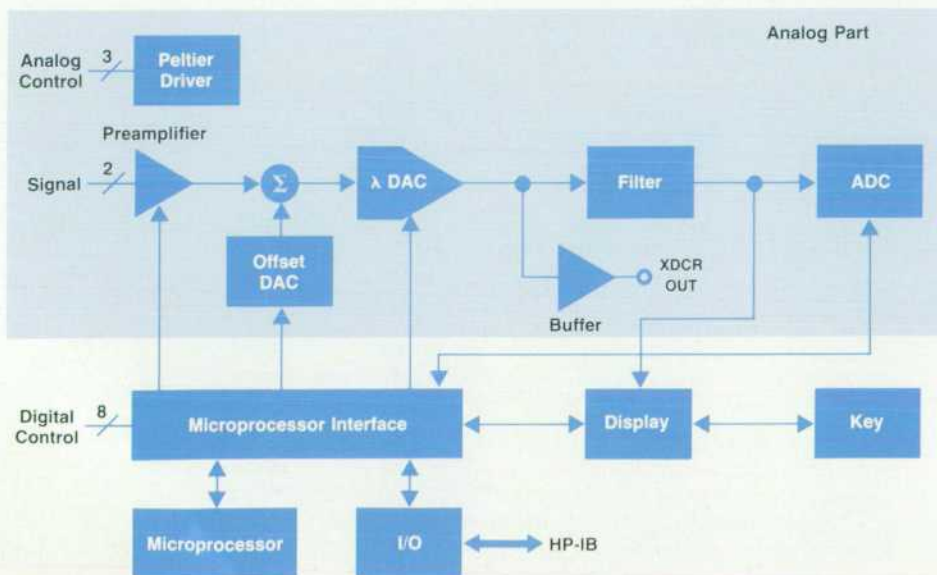 Analog Part
Analog
Control
3
Peltier
Driver
Preamplifier
Signal
2
Σ
λ DAC
Filter
ADC
Offset
DAC
XDCR
OUT
Buffer
Digital
Control
8
Microprocessor Interface
Display
Key
Microprocessor
I/O
HP-IB